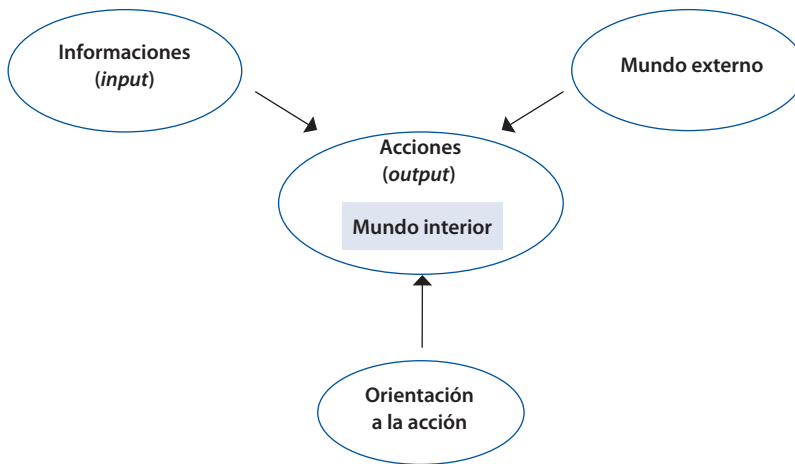 Informaciones
(input)
Mundo externo
Acciones
(output)
Mundo interior
Orientación
a la acción